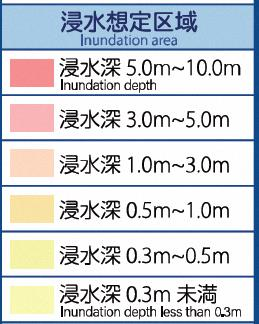 浸水想定区域
Inundation area
浸水深 5.0m~10.0m
Inundation depth
浸水深 3.0m~5.0m
浸水深 1.0m~3.0m
浸水深 0.5m~1.0m
浸水深 0.3m~0.5m
浸水深 0.3m 未満
Inundation depth less than 0.3m